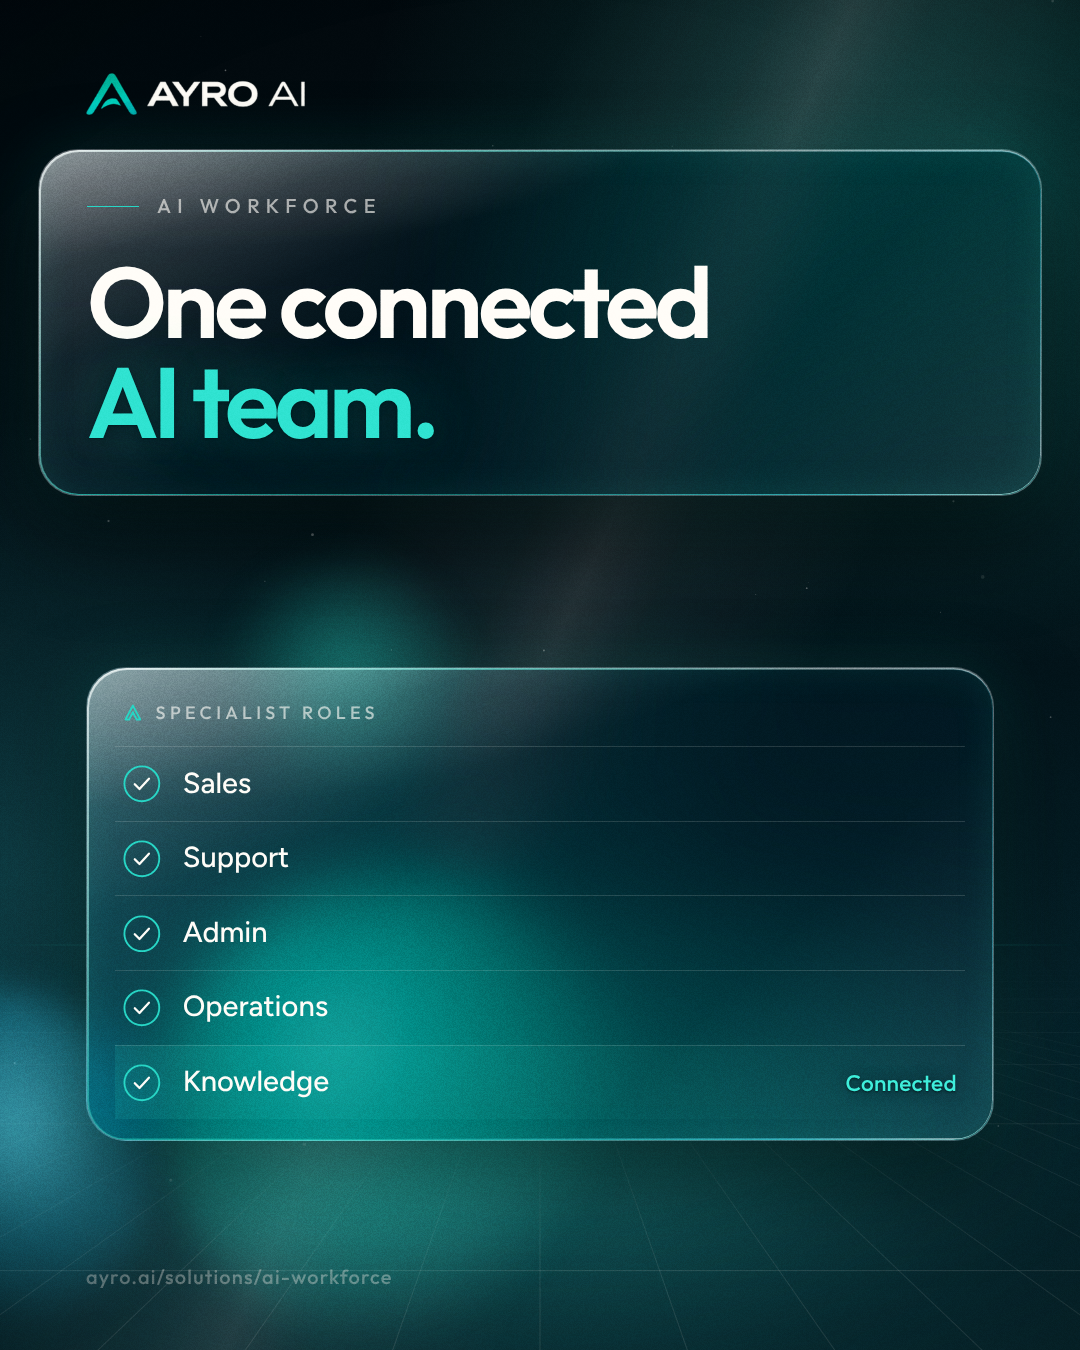 AYRO AI
AI WORKFORCE
One connected
AI team.
SPECIALIST ROLES
Sales
Support
Admin
Operations
Knowledge
Connected
ayro.ai/solutions/ai-workforce